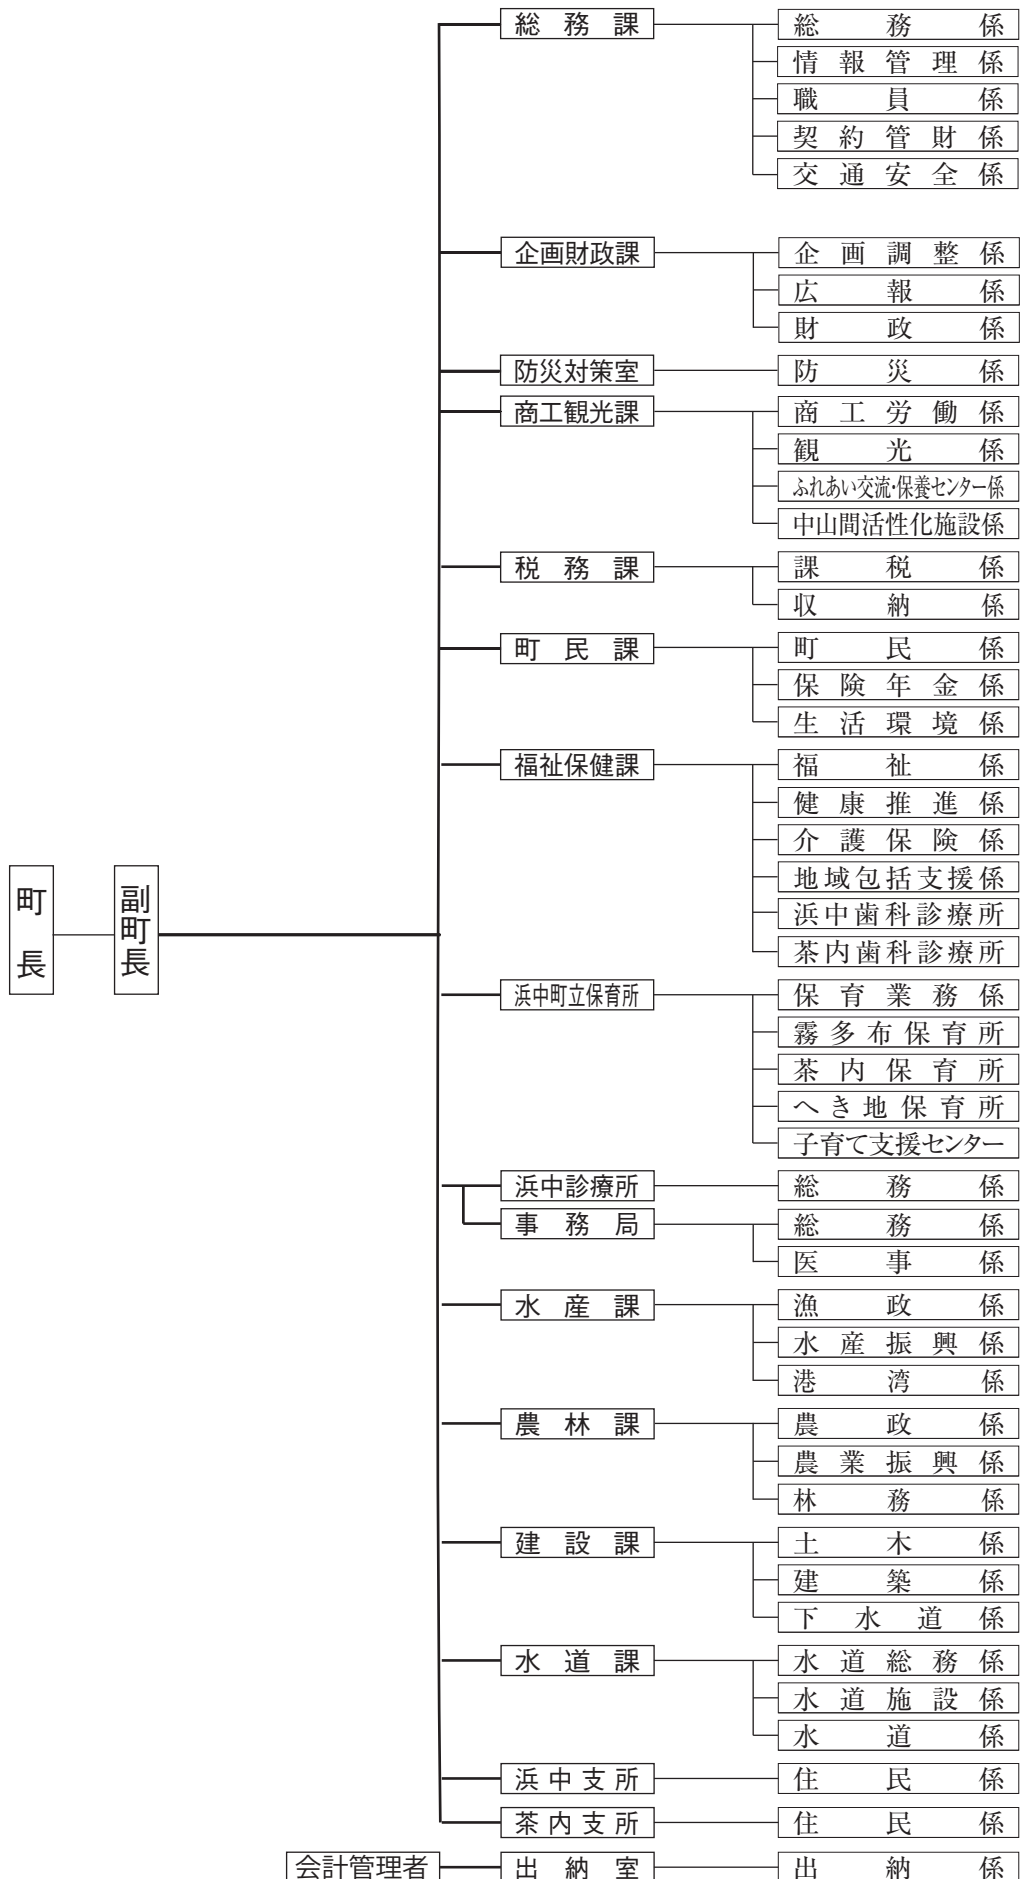 総務課 総務係
情報管理係
職員係
契約管財係
交通安全係
企画財政課 企画調整係
広報係
財政係
防災対策室 防災係
商工観光課 商工労働係
観光係
ふれあい交流・保養センター係
中山間活性化施設係
税務課 課税係
収納係
町民課 町民係
保険年金係
生活環境係
福祉保健課 福祉係
健康推進係
介護保険係
地域包括支援係
浜中歯科診療所
茶内歯科診療所
町長 副町長
浜中町立保育所 保育業務係
霧多布保育所
茶内保育所
へき地保育所
子育て支援センター
浜中診療所 総務係
事務局 総務係
医事係
水産課 漁政係
水産振興係
港湾係
農林課 農政係
農業振興係
林務係
建設課 土木係
建築係
下水道係
水道課 水道総務係
水道施設係
水道係
浜中支所 住民係
茶内支所 住民係
会計管理者 出納室 出納係